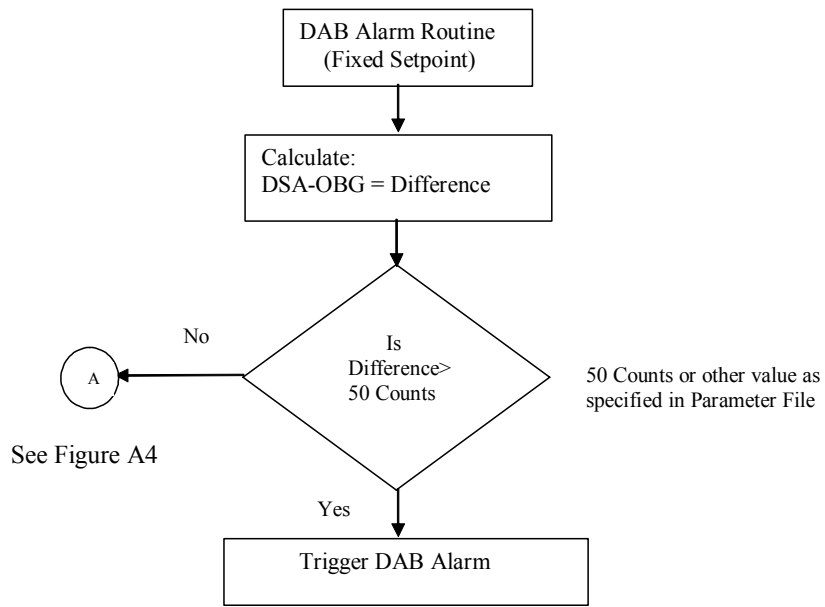 DAB Alarm Routine
(Fixed Setpoint)
Calculate:
DSA-OBG = Difference
Is
Difference>
50 Counts
No
A
See Figure A4
50 Counts or other value as
specified in Parameter File
Yes
Trigger DAB Alarm